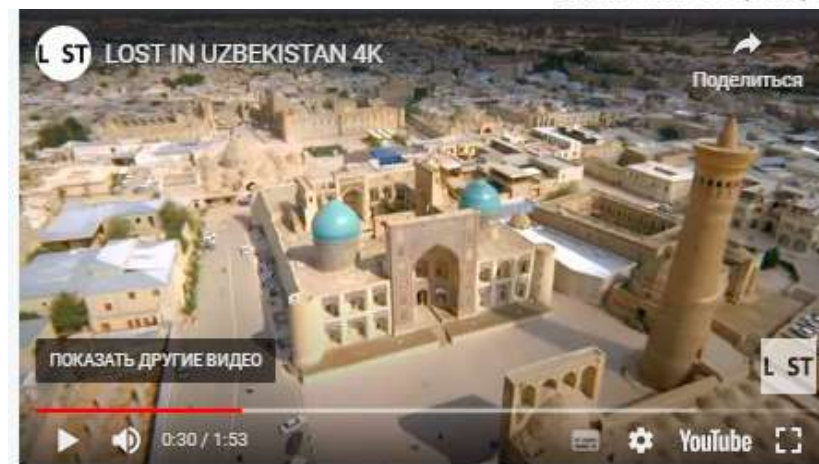 L ST LOST IN UZBEKISTAN 4K
Поделиться
ПОКАЗАТЬ ДРУГИЕ ВИДЕО
L ST
0:30 / 1:53
YouTube